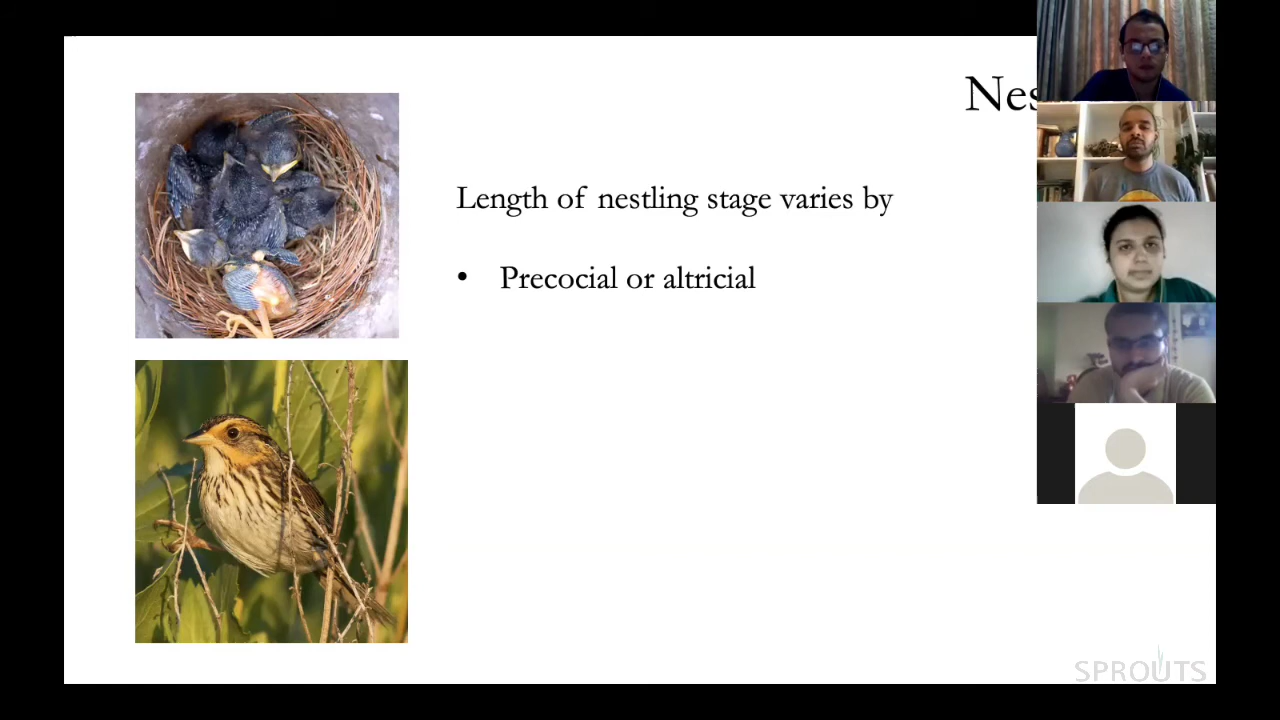 Nes
Length of nestling stage varies by
• Precocial or altricial
SPROUTS